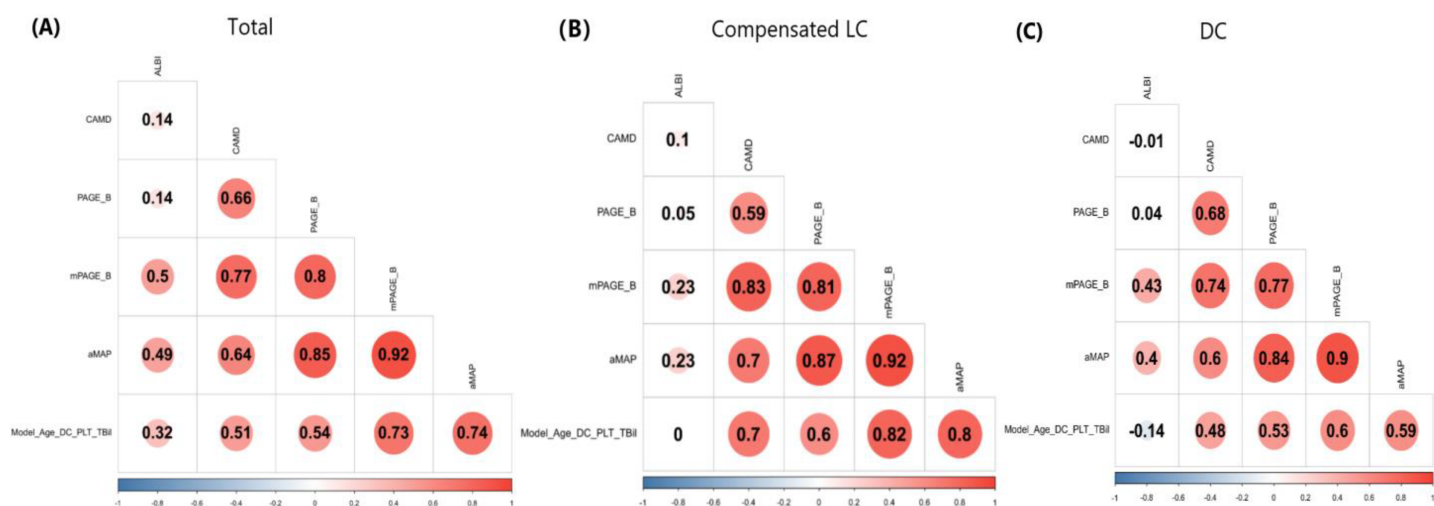 (A) Total
ALBI
CAMD 0.14
CAMD
PAGE_B 0.14 0.66
PAGE_B
mPAGE_B 0.5 0.77 0.8
mPAGE_B
aMAP 0.49 0.64 0.85 0.92
aMAP
Model_Age_DC_PLT_TBil 0.32 0.51 0.54 0.73 0.74
-1 -0.8 -0.6 -0.4 -0.2 0 0.2 0.4 0.6 0.8 1
(B) Compensated LC
ALBI
CAMD 0.1
CAMD
PAGE_B 0.05 0.59
PAGE_B
mPAGE_B 0.23 0.83 0.81
mPAGE_B
aMAP 0.23 0.7 0.87 0.92
aMAP
Model_Age_DC_PLT_TBil 0 0.7 0.6 0.82 0.8
-1 -0.8 -0.6 -0.4 -0.2 0 0.2 0.4 0.6 0.8 1
(C) DC
ALBI
CAMD -0.01
CAMD
PAGE_B 0.04 0.68
PAGE_B
mPAGE_B 0.43 0.74 0.77
mPAGE_B
aMAP 0.4 0.6 0.84 0.9
aMAP
Model_Age_DC_PLT_TBil -0.14 0.48 0.53 0.6 0.59
-1 -0.8 -0.6 -0.4 -0.2 0 0.2 0.4 0.6 0.8 1